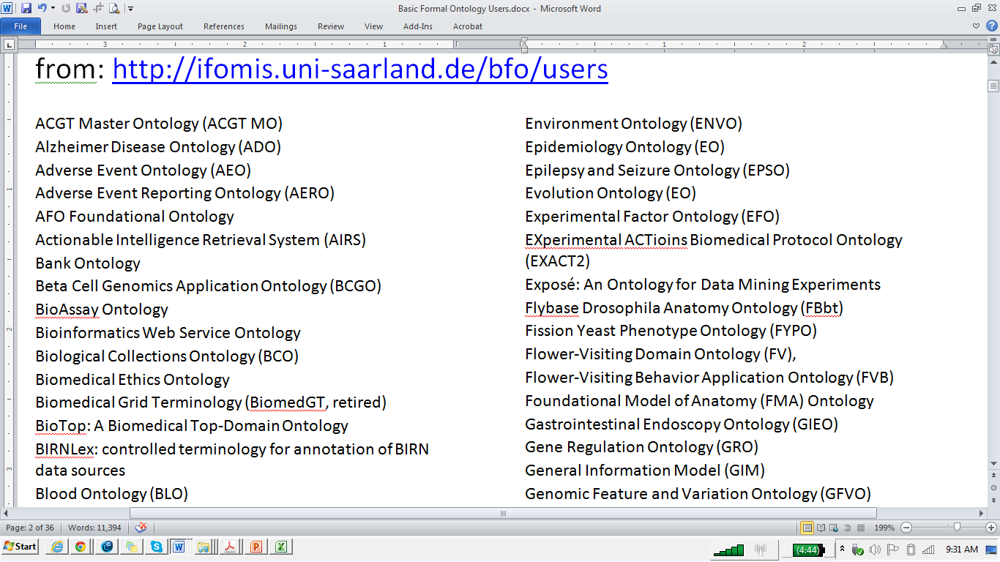 Basic Formal Ontology Users.docx - Microsoft Word
File Home Insert Page Layout References Mailings Review View Add-Ins Acrobat
3 2 1 1 2
from: http://ifomis.uni-saarland.de/bfo/users
ACGT Master Ontology (ACGT MO)
Alzheimer Disease Ontology (ADO)
Adverse Event Ontology (AEO)
Adverse Event Reporting Ontology (AERO)
AFO Foundational Ontology
Actionable Intelligence Retrieval System (AIRS)
Bank Ontology
Beta Cell Genomics Application Ontology (BCGO)
BioAssay Ontology
Bioinformatics Web Service Ontology
Biological Collections Ontology (BCO)
Biomedical Ethics Ontology
Biomedical Grid Terminology (BiomedGT, retired)
BioTop: A Biomedical Top-Domain Ontology
BIRNLex: controlled terminology for annotation of BIRN
data sources
Blood Ontology (BLO)
Environment Ontology (ENVO)
Epidemiology Ontology (EO)
Epilepsy and Seizure Ontology (EPSO)
Evolution Ontology (EO)
Experimental Factor Ontology (EFO)
EXperimental ACTioins Biomedical Protocol Ontology
(EXACT2)
Exposé: An Ontology for Data Mining Experiments
Flybase Drosophila Anatomy Ontology (FBbt)
Fission Yeast Phenotype Ontology (FYPO)
Flower-Visiting Domain Ontology (FV),
Flower-Visiting Behavior Application Ontology (FVB)
Foundational Model of Anatomy (FMA) Ontology
Gastrointestinal Endoscopy Ontology (GIEO)
Gene Regulation Ontology (GRO)
General Information Model (GIM)
Genomic Feature and Variation Ontology (GFVO)
1
2
3
Page: 2 of 36 Words: 11,394 199%
Start (4:44) 9:31 AM